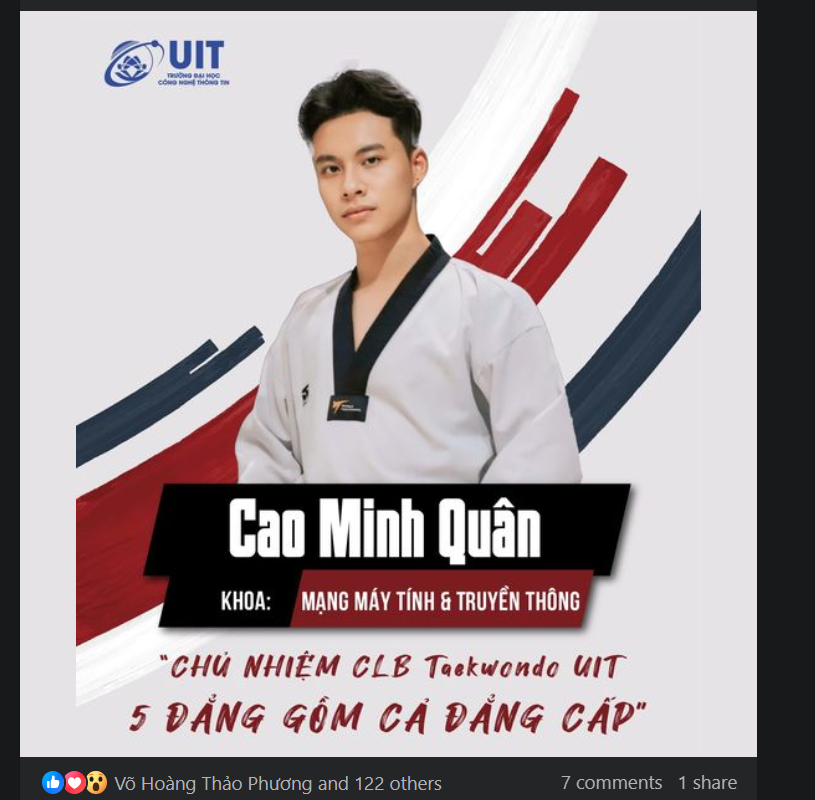 UIT
TRƯỜNG ĐẠI HỌC
CÔNG NGHỆ THÔNG TIN
Cao Minh Quân
KHOA: MẠNG MÁY TÍNH & TRUYỀN THÔNG
"CHỦ NHIỆM CLB Taekwondo UIT
5 ĐẲNG GỒM CẢ ĐẲNG CẤP"
Võ Hoàng Thảo Phương and 122 others 7 comments 1 share